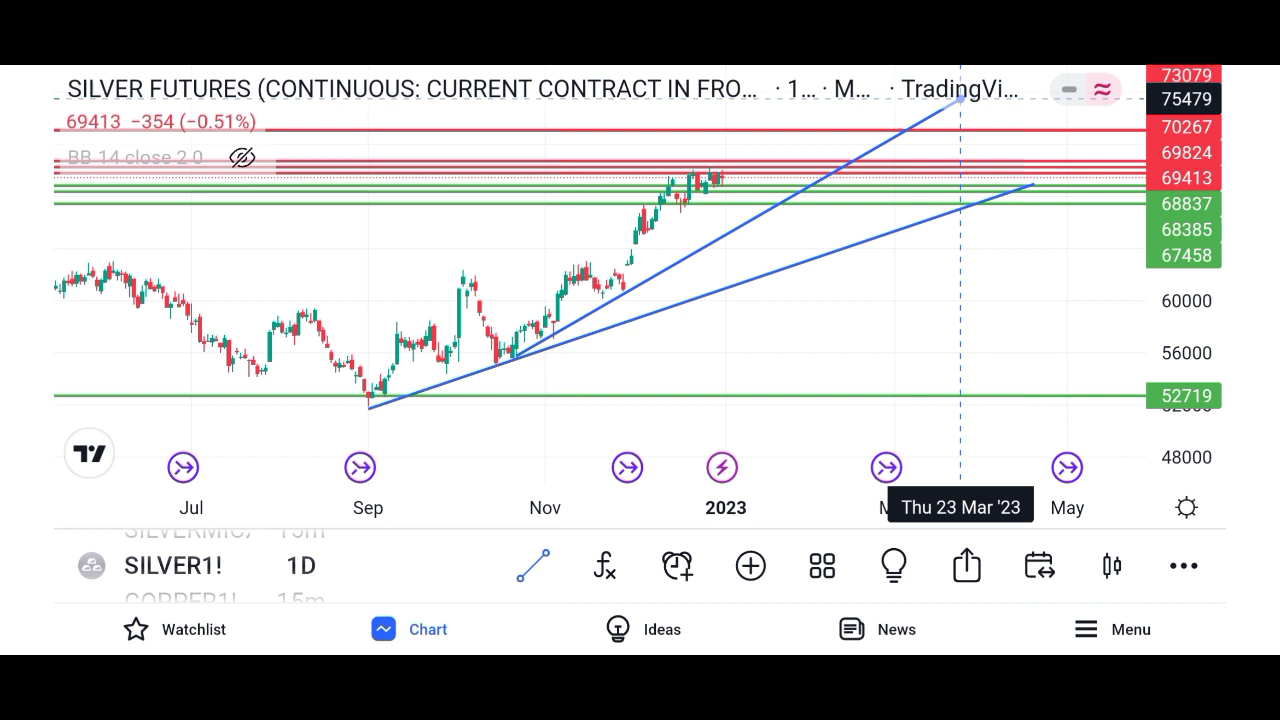 SILVER FUTURES (CONTINUOUS: CURRENT CONTRACT IN FRO... · 1... · M... · TradingVi...
69413 −354 (−0.51%)
BB 14 close 2 0
73079
75479
70267
69824
69413
68837
68385
67458
60000
56000
52719
48000
Jul Sep Nov 2023 Thu 23 Mar '23 May
SILVER1! 1D
Watchlist Chart Ideas News Menu